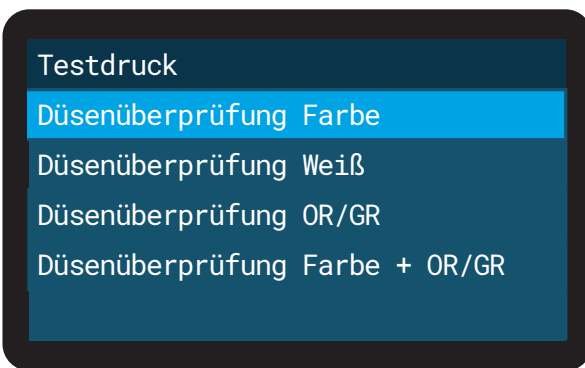 Testdruck
Düsenüberprüfung Farbe
Düsenüberprüfung Weiß
Düsenüberprüfung OR/GR
Düsenüberprüfung Farbe + OR/GR